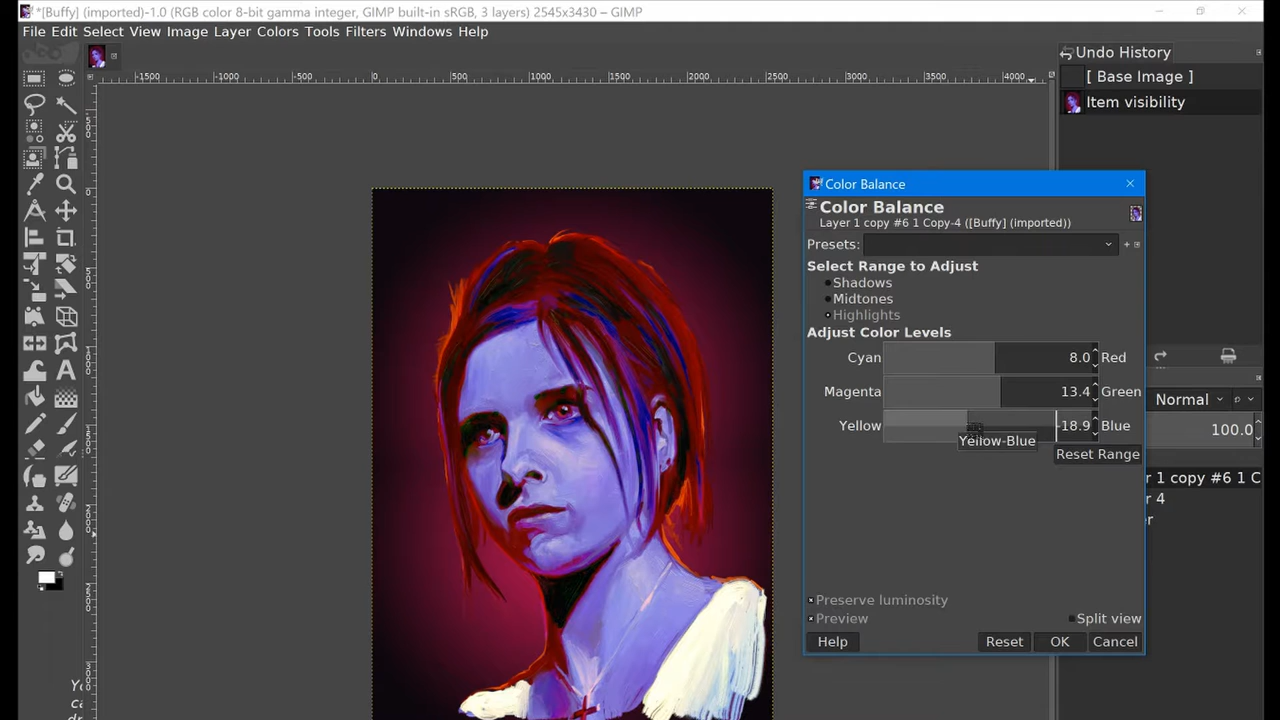 *[Buffy] (imported)-1.0 (RGB color 8-bit gamma integer, GIMP built-in sRGB, 3 layers) 2545x3430 – GIMP
File Edit Select View Image Layer Colors Tools Filters Windows Help
Undo History
[ Base Image ]
Item visibility
-1500 -1000 -500 0 500 1000 1500 2000 2500 3000 3500 4000
Color Balance
Color Balance
Layer 1 copy #6 1 Copy-4 ([Buffy] (imported))
Presets:
Select Range to Adjust
Shadows
Midtones
Highlights
Adjust Color Levels
Cyan 8.0 Red
Magenta 13.4 Green
Yellow -18.9 Blue
Yellow-Blue
Reset Range
Normal
100.0
r 1 copy #6 1 C
r 4
er
Preserve luminosity
Preview
Split view
Help Reset OK Cancel